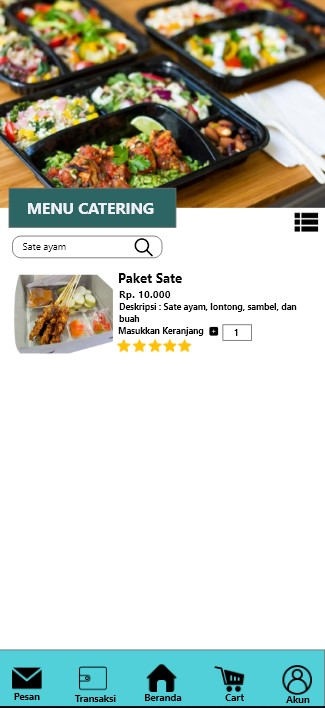 MENU CATERING
Sate ayam
Paket Sate
Rp. 10.000
Deskripsi : Sate ayam, lontong, sambel, dan
buah
Masukkan Keranjang 1
Pesan Transaksi Beranda Cart Akun